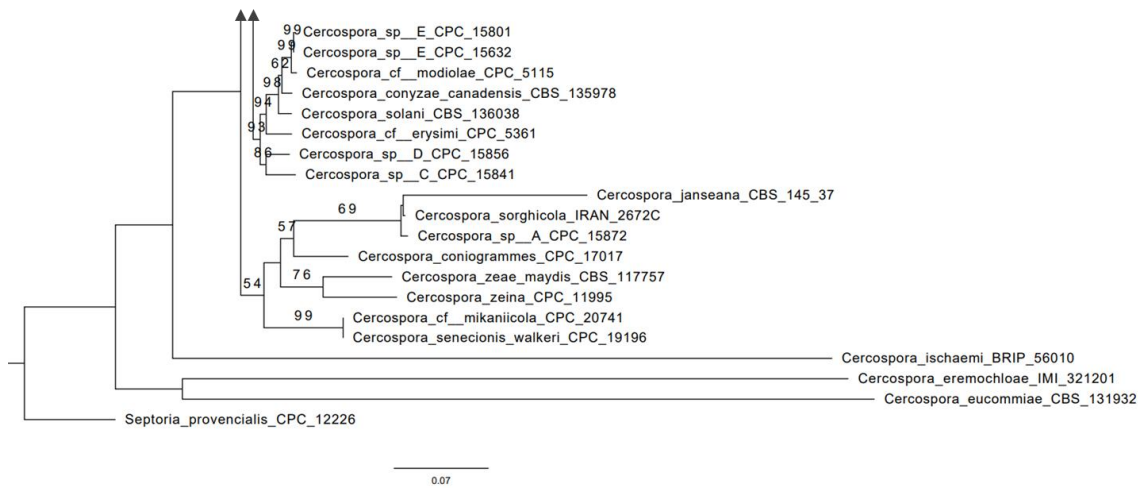 99
Cercospora_sp__E_CPC_15801
99
Cercospora_sp__E_CPC_15632
62
Cercospora_cf__modiolae_CPC_5115
98
Cercospora_conyzae_canadensis_CBS_135978
94
Cercospora_solani_CBS_136038
93
Cercospora_cf__erysimi_CPC_5361
86
Cercospora_sp__D_CPC_15856
Cercospora_sp__C_CPC_15841
Cercospora_janseana_CBS_145_37
69
Cercospora_sorghicola_IRAN_2672C
57
Cercospora_sp__A_CPC_15872
Cercospora_coniogrammes_CPC_17017
76
Cercospora_zeae_maydis_CBS_117757
54
Cercospora_zeina_CPC_11995
99
Cercospora_cf__mikaniicola_CPC_20741
Cercospora_senecionis_walkeri_CPC_19196
Cercospora_ischaemi_BRIP_56010
Cercospora_eremochloae_IMI_321201
Cercospora_eucommiae_CBS_131932
Septoria_provencialis_CPC_12226
0.07